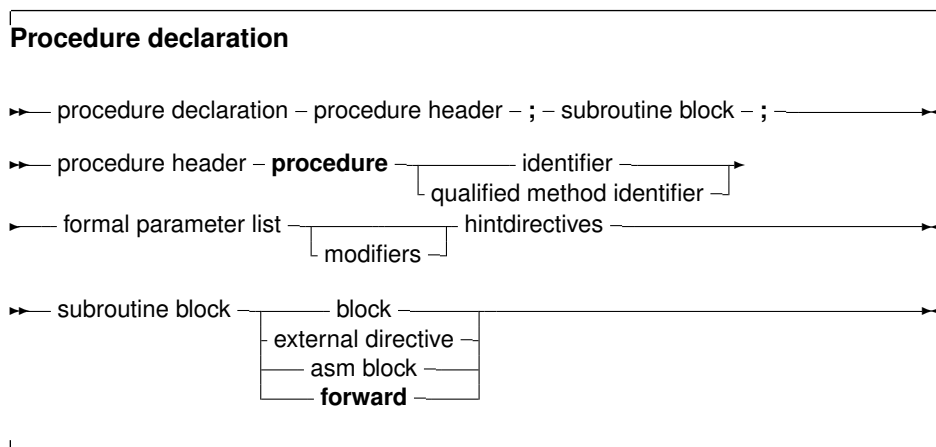 Procedure declaration
procedure declaration procedure header ; subroutine block ;
procedure header procedure identifier
qualified method identifier
formal parameter list hintdirectives
modifiers
subroutine block block
external directive
asm block
forward